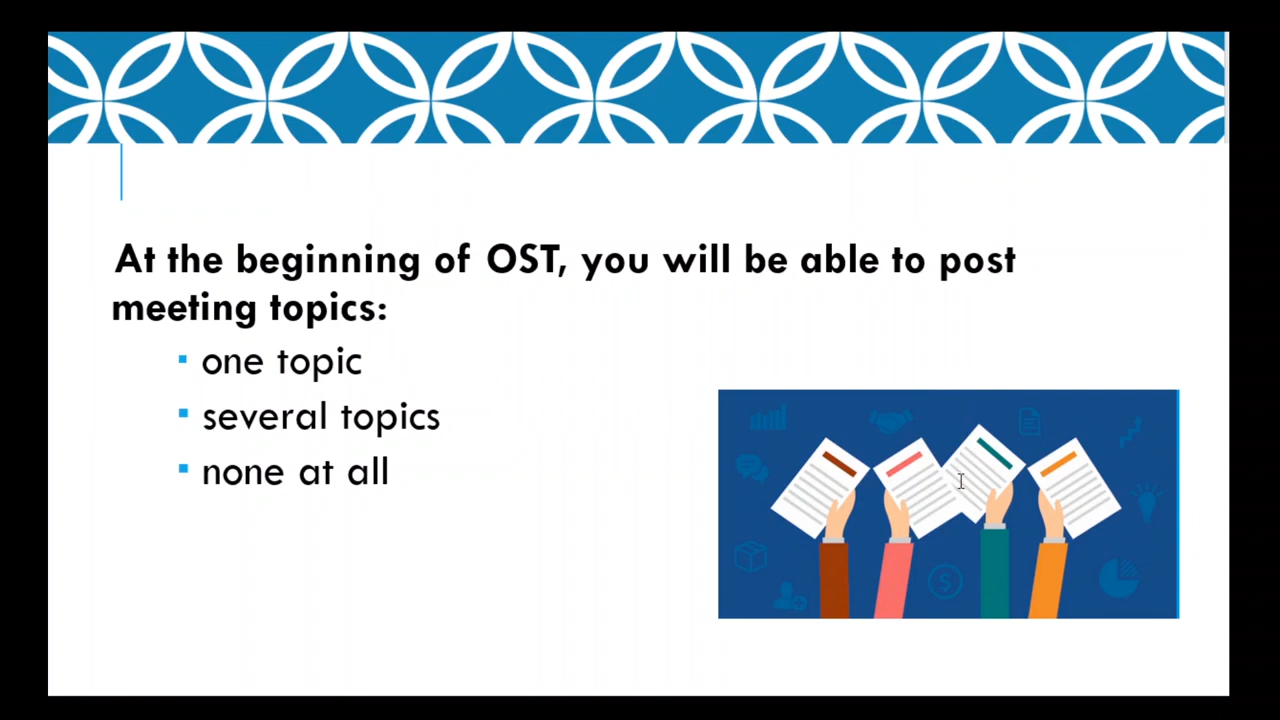 At the beginning of OST, you will be able to post
meeting topics:
▪ one topic
▪ several topics
▪ none at all